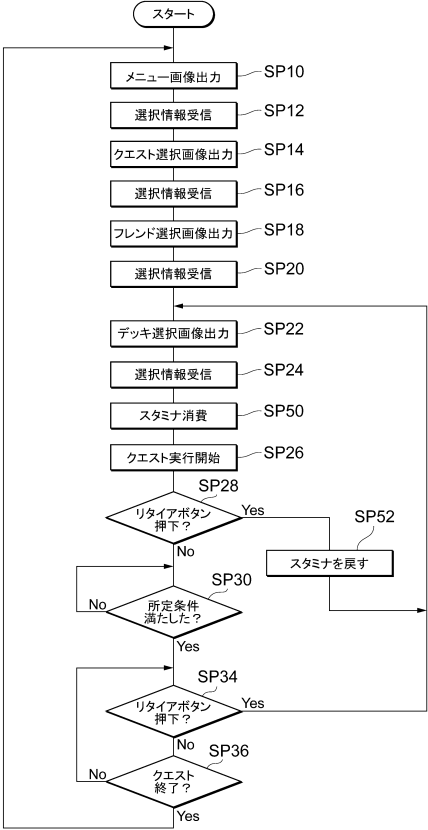 スタート
メニュー画像出力
SP10
選択情報受信
SP12
クエスト選択画像出力
SP14
選択情報受信
SP16
フレンド選択画像出力
SP18
選択情報受信
SP20
デッキ選択画像出力
SP22
選択情報受信
SP24
スタミナ消費
SP50
クエスト実行開始
SP26
SP28
リタイアボタン
押下？
Yes
No
SP52
スタミナを戻す
SP30
所定条件
満たした？
No
Yes
SP34
リタイアボタン
押下？
Yes
No
SP36
クエスト
終了？
No
Yes